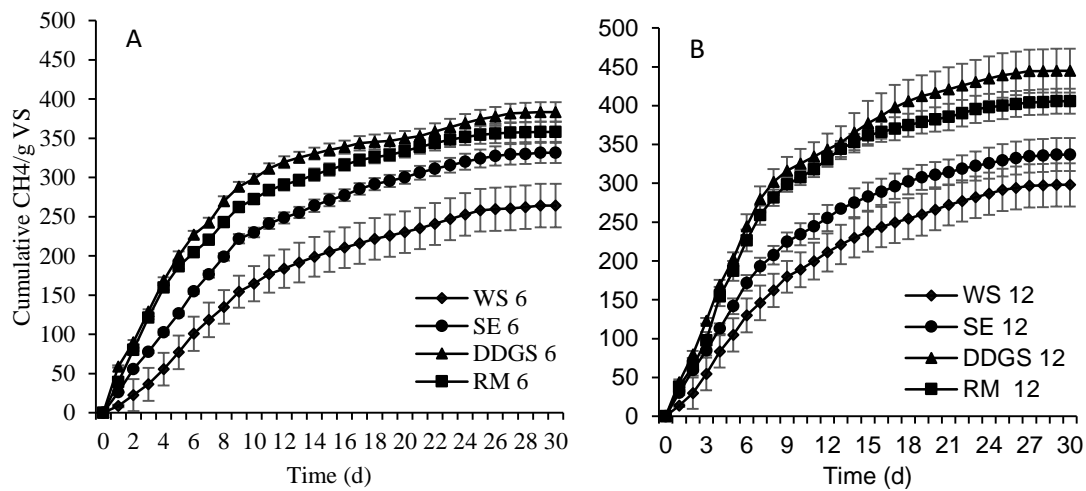 A
Cumulative CH4/g VS
500
450
400
350
300
250
200
150
100
50
0
0 2 4 6 8 10 12 14 16 18 20 22 24 26 28 30
Time (d)
WS 6
SE 6
DDGS 6
RM 6
B
500
450
400
350
300
250
200
150
100
50
0
0 3 6 9 12 15 18 21 24 27 30
Time (d)
WS 12
SE 12
DDGS 12
RM 12